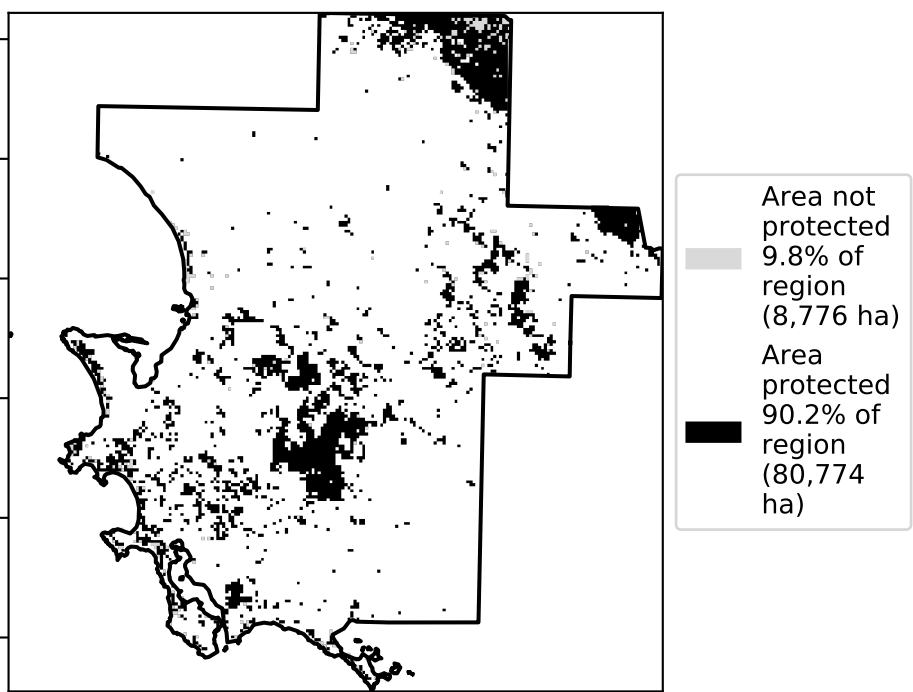 Area not
protected
9.8% of
region
(8,776 ha)
Area
protected
90.2% of
region
(80,774
ha)